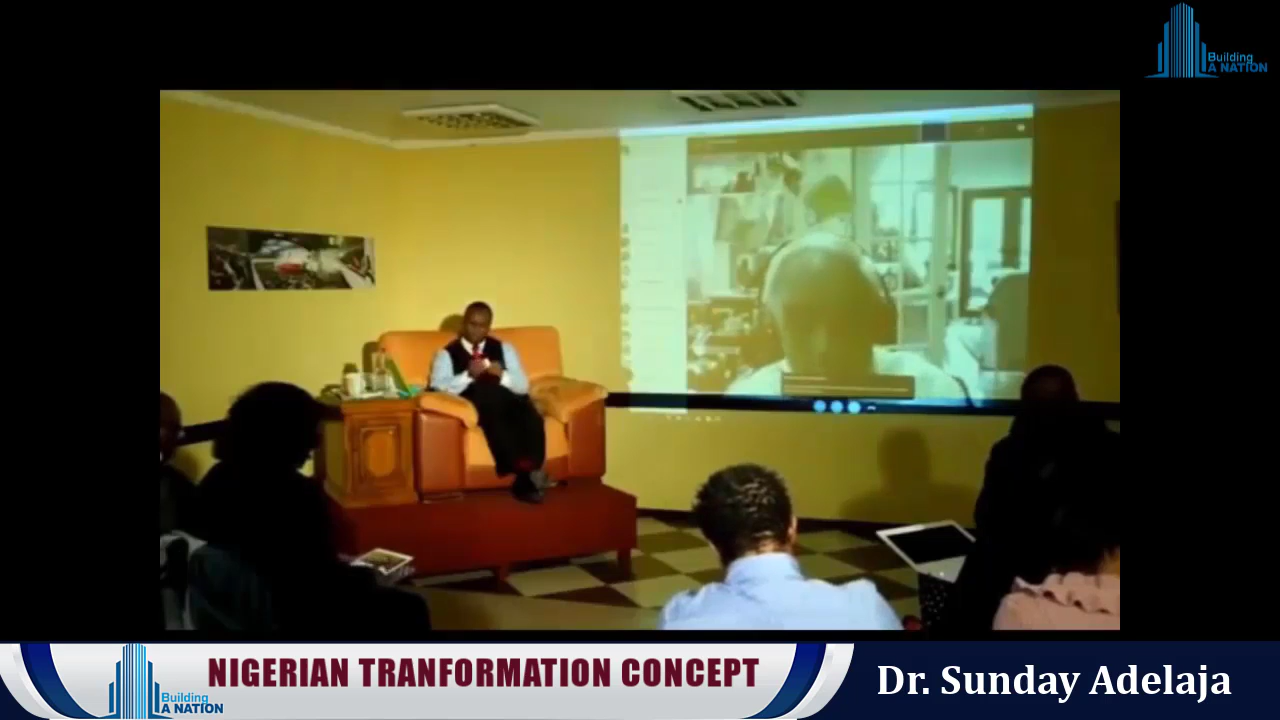 Building
A NATION
NIGERIAN TRANFORMATION CONCEPT
Building
A NATION
Dr. Sunday Adelaja